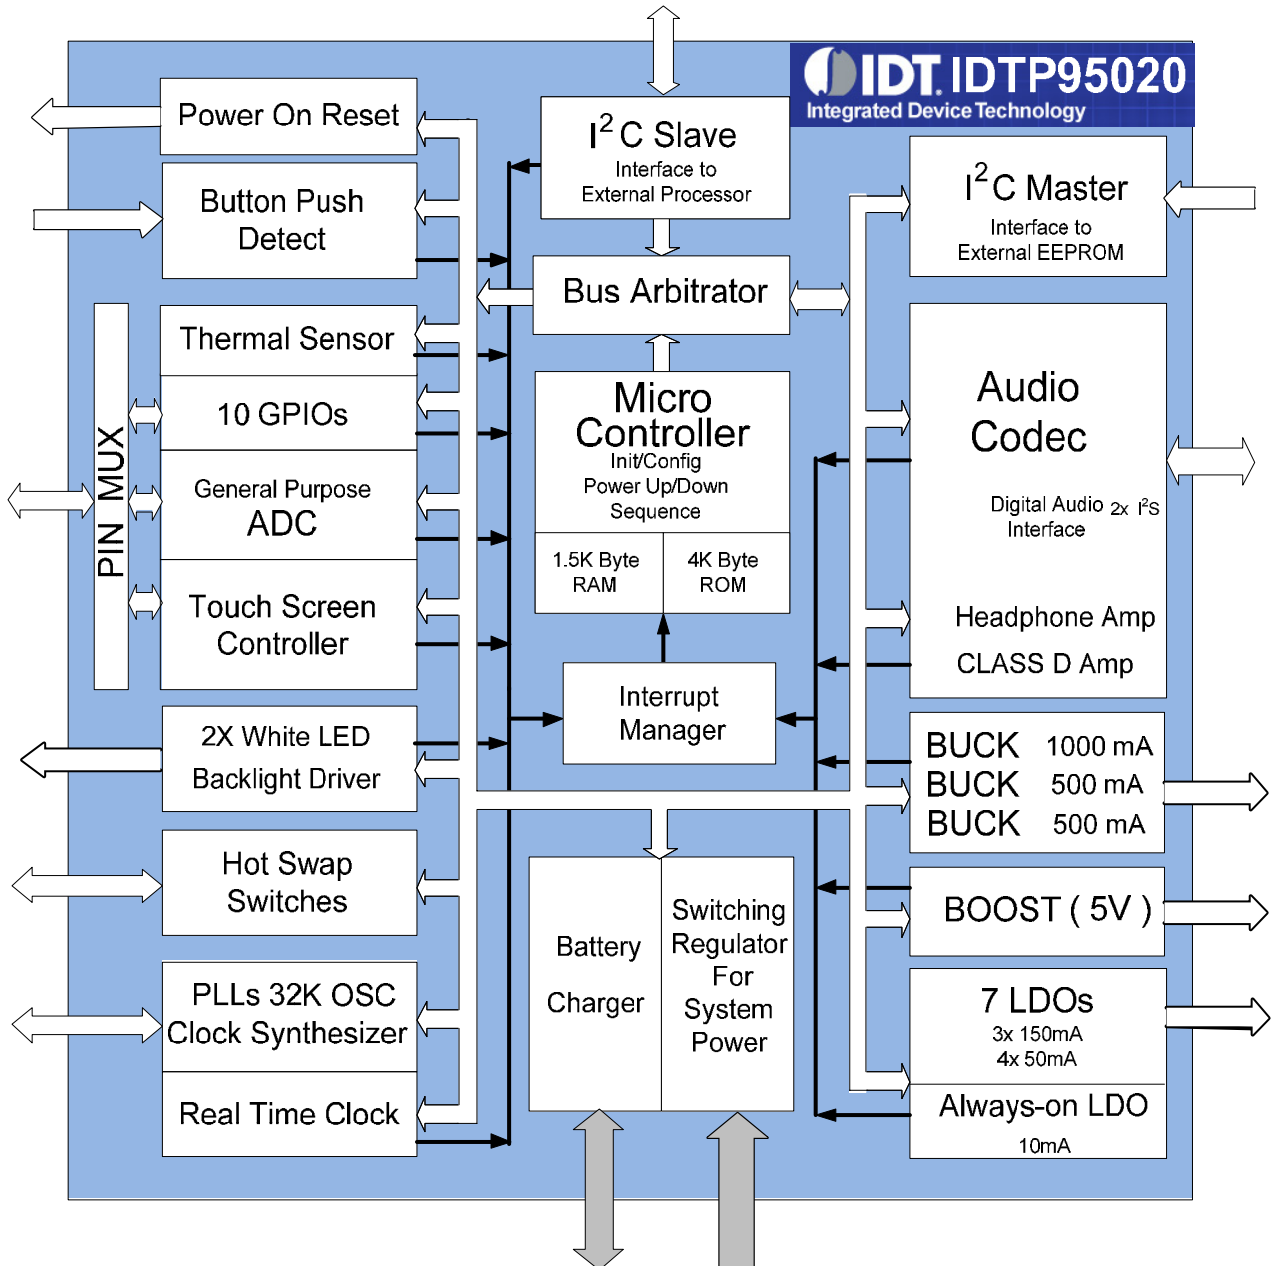 IDT. IDTP95020
Integrated Device Technology
Power On Reset
Button Push
Detect
Thermal Sensor
10 GPIOs
General Purpose
ADC
Touch Screen
Controller
PIN MUX
2X White LED
Backlight Driver
Hot Swap
Switches
PLLs 32K OSC
Clock Synthesizer
Real Time Clock
I²C Slave
Interface to
External Processor
Bus Arbitrator
Micro
Controller
Init/Config
Power Up/Down
Sequence
1.5K Byte
RAM
4K Byte
ROM
Interrupt
Manager
Battery
Charger
Switching
Regulator
For
System
Power
I²C Master
Interface to
External EEPROM
Audio
Codec
Digital Audio 2x I²S
Interface
Headphone Amp
CLASS D Amp
BUCK 1000 mA
BUCK 500 mA
BUCK 500 mA
BOOST ( 5V )
7 LDOs
3x 150mA
4x 50mA
Always-on LDO
10mA